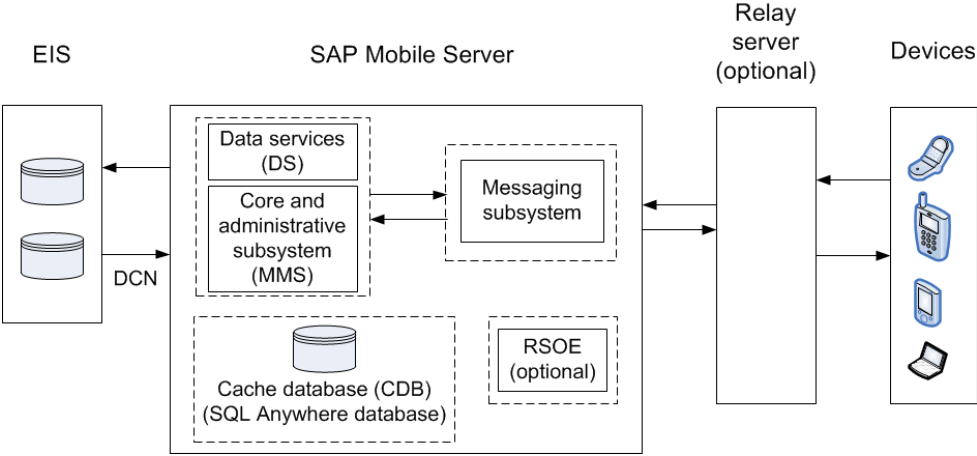 EIS
SAP Mobile Server
Relay
server
(optional)
Devices
Data services
(DS)
Core and
administrative
subsystem
(MMS)
Messaging
subsystem
DCN
Cache database (CDB)
(SQL Anywhere database)
RSOE
(optional)